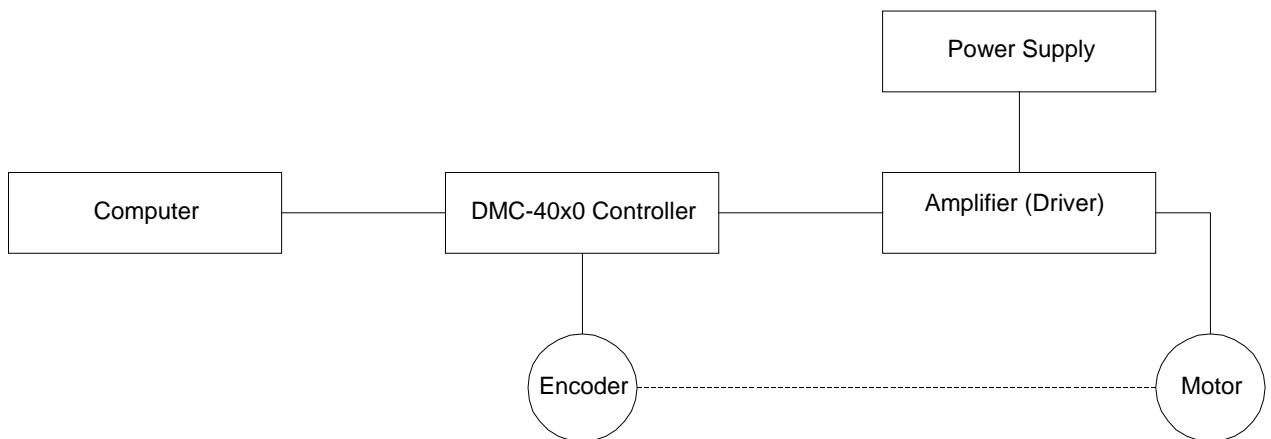 Power Supply
Computer
DMC-40x0 Controller
Amplifier (Driver)
Encoder
Motor